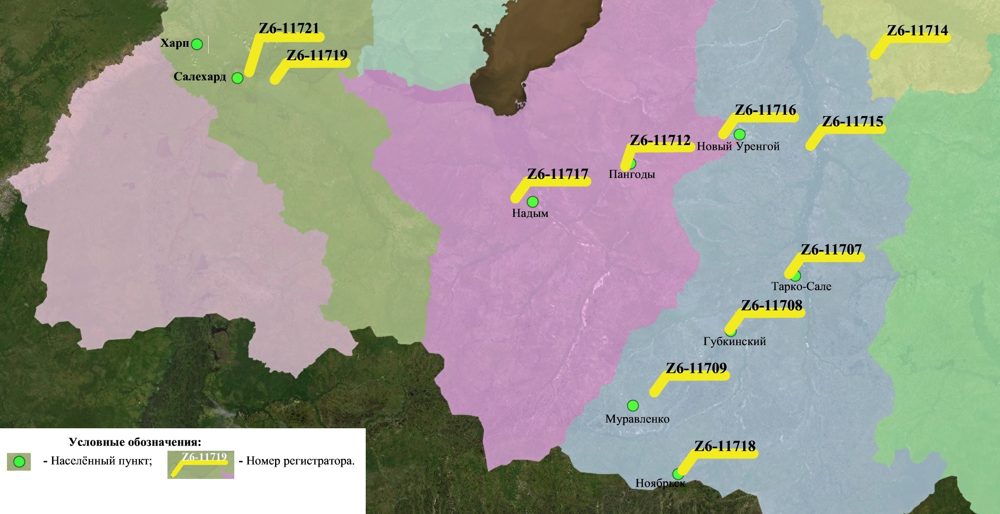 Z6-11721
Z6-11714
Харп
Z6-11719
Салехард
Z6-11716
Z6-11715
Z6-11712
Новый Уренгой
Z6-11717
Пангоды
Надым
Z6-11707
Тарко-Сале
Z6-11708
Губкинский
Z6-11709
Муравленко
Z6-11718
Ноябрьск
Условные обозначения:
- Населённый пункт;
Z6-11719
- Номер регистратора.